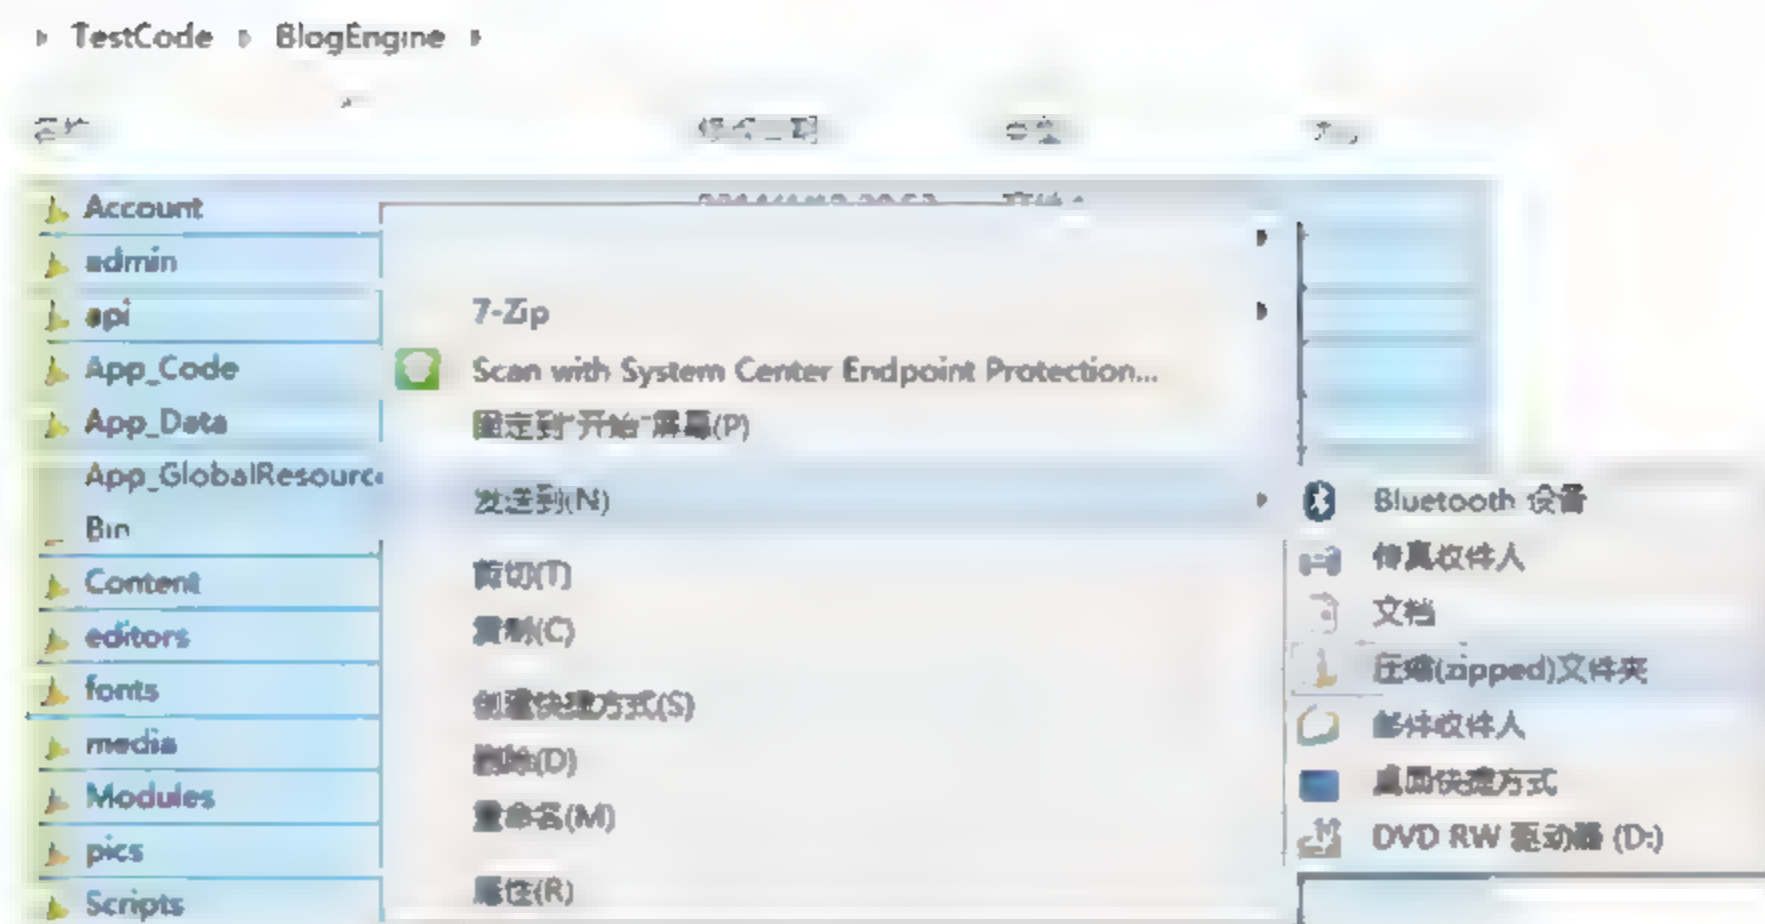 TestCode BlogEngine
Account
admin
api
7-Zip
App_Code
Scan with System Center Endpoint Protection...
App_Data
固定到"开始"屏幕(P)
App_GlobalResourc
发送到(N)
Bluetooth 设备
Bin
传真收件人
Content
剪切(T)
文档
editors
复制(C)
压缩(zipped)文件夹
fonts
创建快捷方式(S)
邮件收件人
media
删除(D)
桌面快捷方式
Modules
重命名(M)
DVD RW 驱动器 (D:)
pics
属性(R)
Scripts